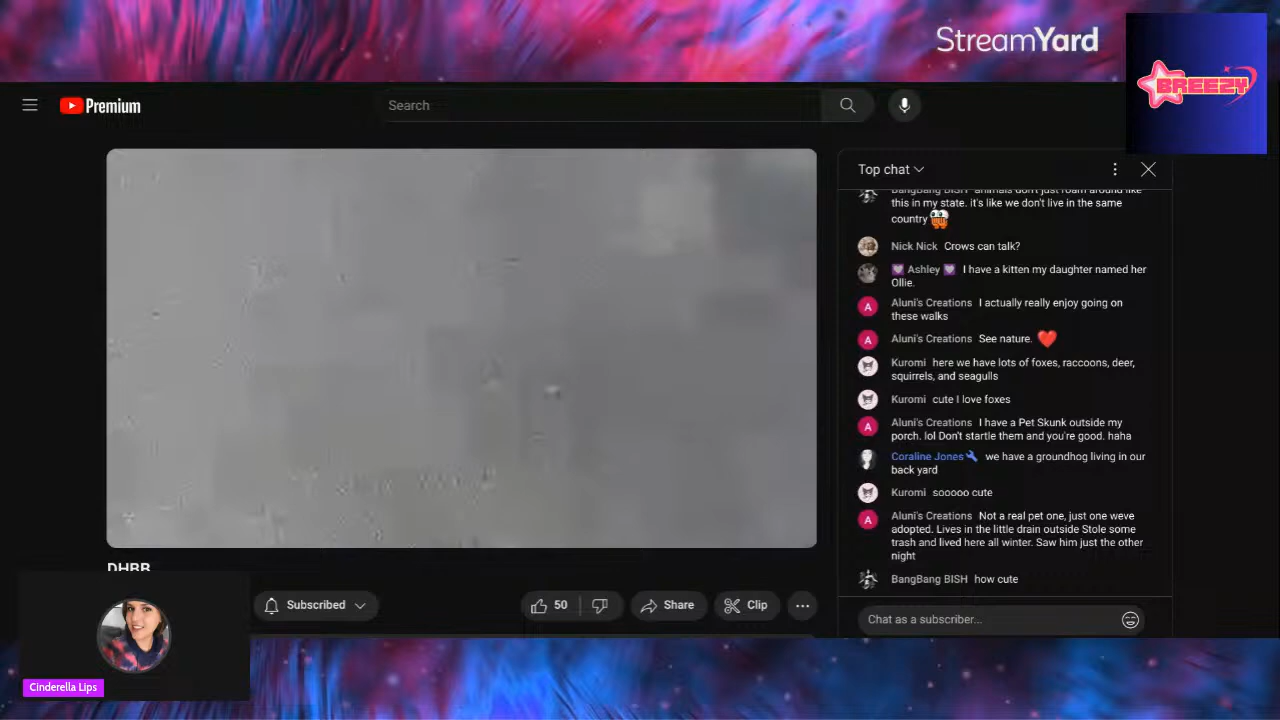 StreamYard
BREEZY
Premium
Search
Top chat
BangBang BISH animals don't just roam around like
this in my state. it's like we don't live in the same
country
Nick Nick Crows can talk?
Ashley I have a kitten my daughter named her
Ollie.
Aluni's Creations I actually really enjoy going on
these walks
Aluni's Creations See nature.
Kuromi here we have lots of foxes, raccoons, deer,
squirrels, and seagulls
Kuromi cute I love foxes
Aluni's Creations I have a Pet Skunk outside my
porch. lol Don't startle them and you're good. haha
Coraline Jones we have a groundhog living in our
back yard
Kuromi sooooo cute
Aluni's Creations Not a real pet one, just one weve
adopted. Lives in the little drain outside Stole some
trash and lived here all winter. Saw him just the other
night
BangBang BISH how cute
Chat as a subscriber...
DHRB
Subscribed
50
Share
Clip
Cinderella Lips